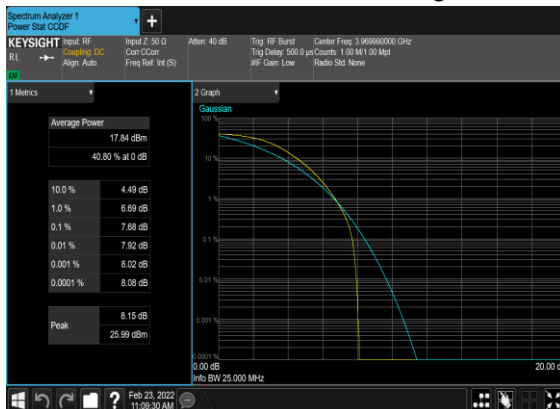 Spectrum Analyzer 1
Power Stat CCDF
+
KEYSIGHT Input: RF Input Z: 50 Ω Atten: 40 dB Trig: RF Burst Center Freq: 3.969990000 GHz
RL Coupling: DC Corr CCorr Trig Delay: 500.0 µs Counts: 1.00 M/1.00 Mpt
Align: Auto Freq Ref: Int (S) #IF Gain: Low Radio Std: None
1 Metrics
2 Graph
Gaussian
Average Power
17.84 dBm
40.80 % at 0 dB
10.0 % 4.49 dB
1.0 % 6.69 dB
0.1 % 7.68 dB
0.01 % 7.92 dB
0.001 % 8.02 dB
0.0001 % 8.08 dB
Peak 8.15 dB
25.99 dBm
100 %
10 %
1 %
0.1 %
0.01 %
0.001 %
0.0001 %
0.00 dB 20.00 d
Info BW 25.000 MHz
? Feb 23, 2022
11:09:30 AM